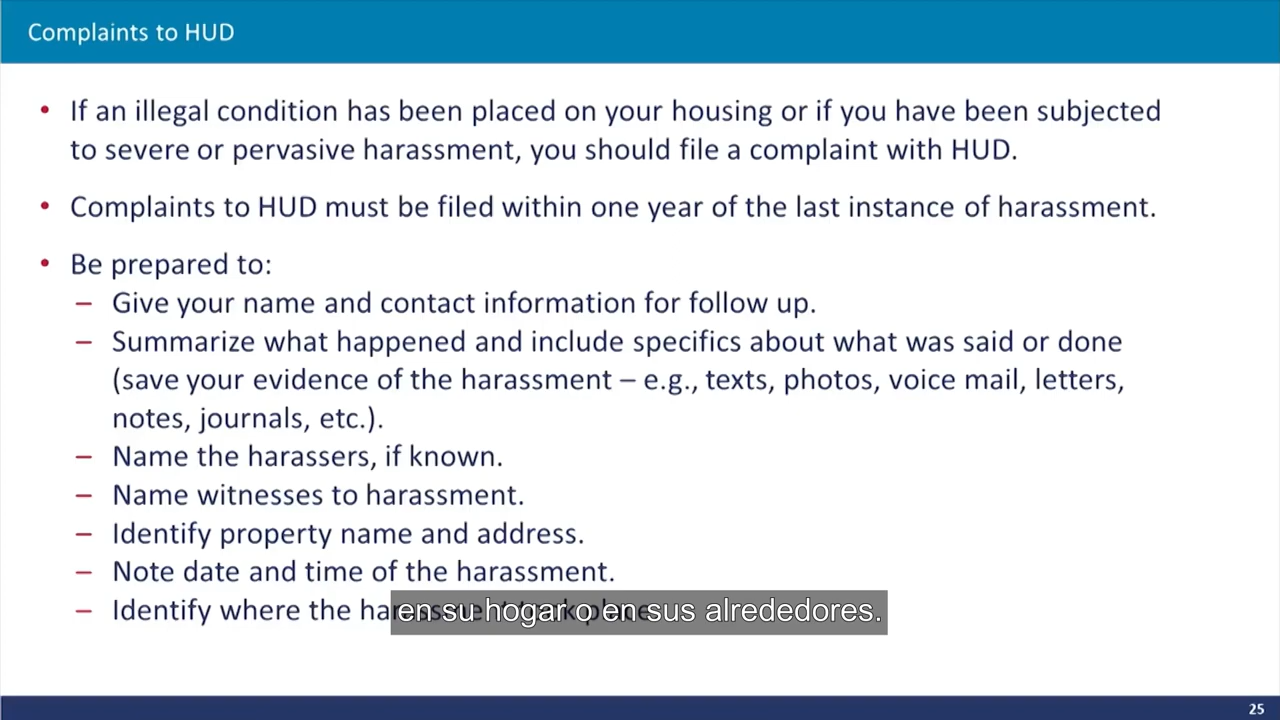 Complaints to HUD
• If an illegal condition has been placed on your housing or if you have been subjected
to severe or pervasive harassment, you should file a complaint with HUD.
• Complaints to HUD must be filed within one year of the last instance of harassment.
• Be prepared to:
– Give your name and contact information for follow up.
– Summarize what happened and include specifics about what was said or done
(save your evidence of the harassment – e.g., texts, photos, voice mail, letters,
notes, journals, etc.).
– Name the harassers, if known.
– Name witnesses to harassment.
– Identify property name and address.
– Note date and time of the harassment.
– Identify where the harassment took place.
en su hogar o en sus alrededores.
25